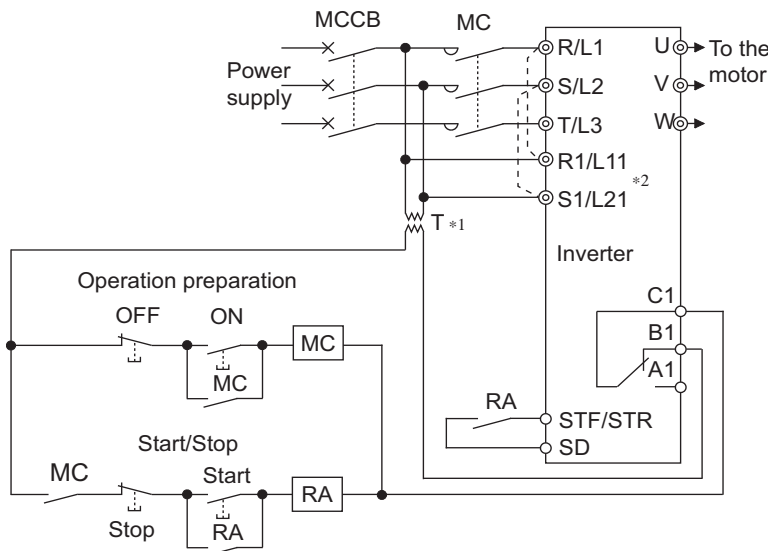 MCCB
MC
R/L1
U
To the
motor
Power
supply
S/L2
V
T/L3
W
R1/L11
*2
S1/L21
T *1
Inverter
Operation preparation
OFF
ON
MC
MC
C1
B1
A1
RA
STF/STR
SD
Start/Stop
MC
Start
RA
Stop
RA